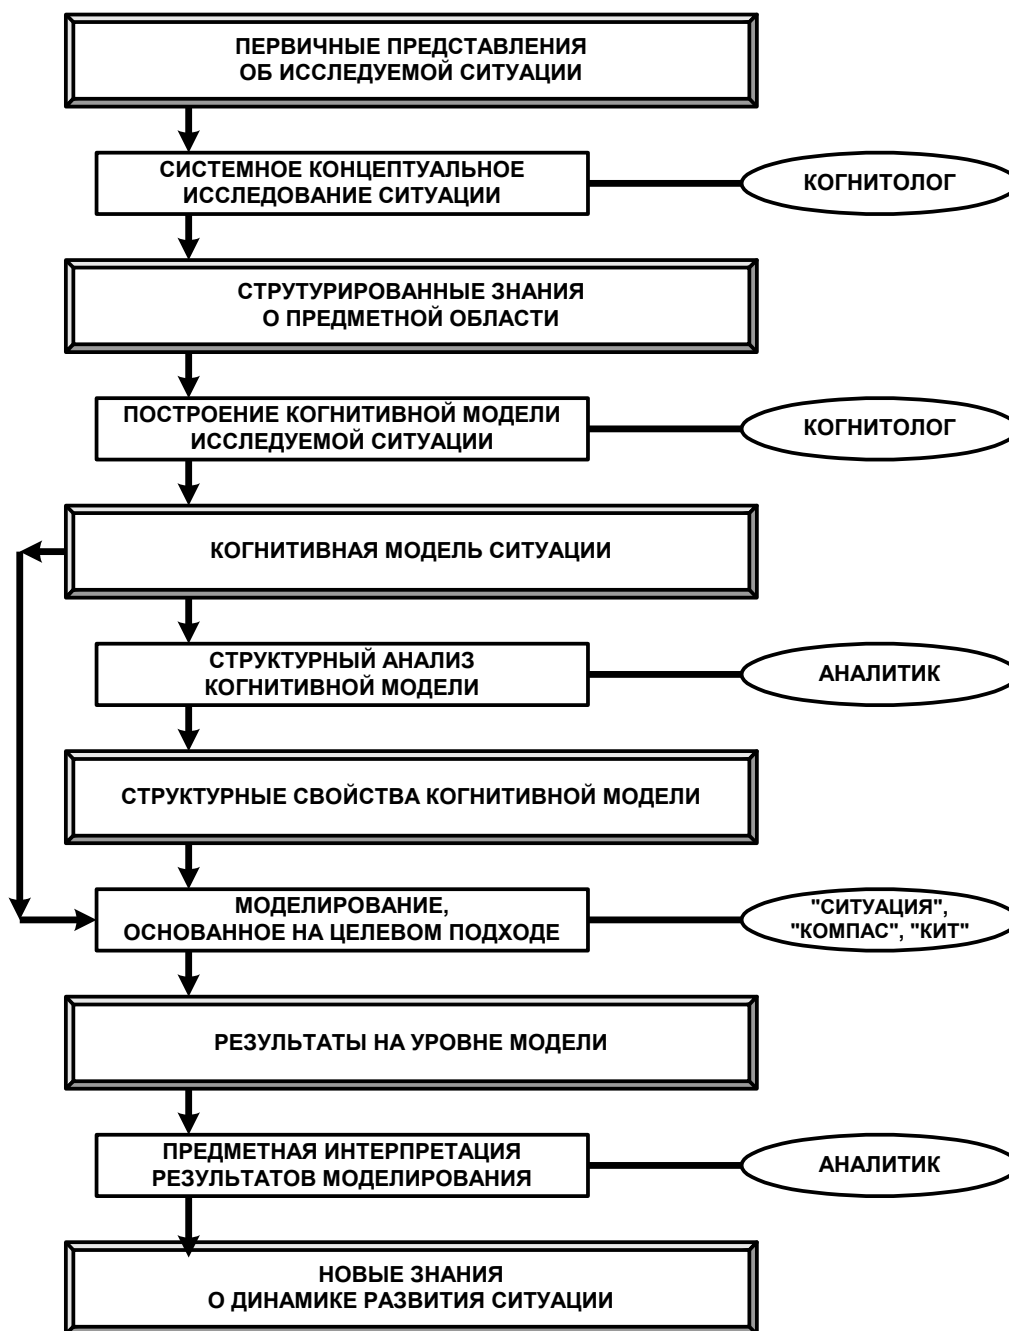 ПЕРВИЧНЫЕ ПРЕДСТАВЛЕНИЯ
ОБ ИССЛЕДУЕМОЙ СИТУАЦИИ
СИСТЕМНОЕ КОНЦЕПТУАЛЬНОЕ
ИССЛЕДОВАНИЕ СИТУАЦИИ
КОГНИТОЛОГ
СТРУТУРИРОВАННЫЕ ЗНАНИЯ
О ПРЕДМЕТНОЙ ОБЛАСТИ
ПОСТРОЕНИЕ КОГНИТИВНОЙ МОДЕЛИ
ИССЛЕДУЕМОЙ СИТУАЦИИ
КОГНИТОЛОГ
КОГНИТИВНАЯ МОДЕЛЬ СИТУАЦИИ
СТРУКТУРНЫЙ АНАЛИЗ
КОГНИТИВНОЙ МОДЕЛИ
АНАЛИТИК
СТРУКТУРНЫЕ СВОЙСТВА КОГНИТИВНОЙ МОДЕЛИ
МОДЕЛИРОВАНИЕ,
ОСНОВАННОЕ НА ЦЕЛЕВОМ ПОДХОДЕ
"СИТУАЦИЯ",
"КОМПАС", "КИТ"
РЕЗУЛЬТАТЫ НА УРОВНЕ МОДЕЛИ
ПРЕДМЕТНАЯ ИНТЕРПРЕТАЦИЯ
РЕЗУЛЬТАТОВ МОДЕЛИРОВАНИЯ
АНАЛИТИК
НОВЫЕ ЗНАНИЯ
О ДИНАМИКЕ РАЗВИТИЯ СИТУАЦИИ